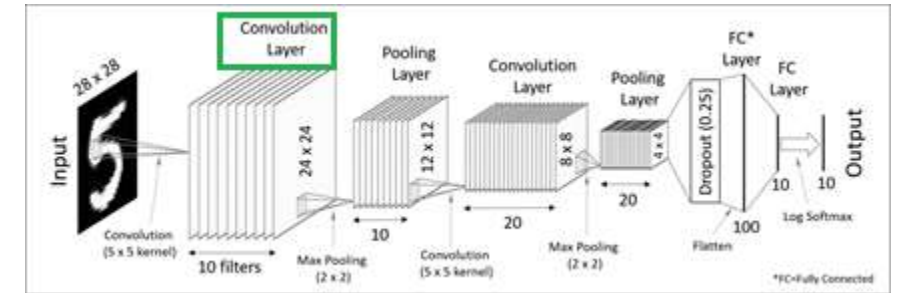 Convolution
Layer
Pooling
Layer
Convolution
Layer
Pooling
Layer
FC*
Layer
FC
Layer
28 x 28
Input
24 x 24
12 x 12
8 x 8
4 x 4
Dropout (0.25)
Output
Convolution
(5 x 5 kernel)
10 filters
Max Pooling
(2 x 2)
10
Convolution
(5 x 5 kernel)
20
Max Pooling
(2 x 2)
20
Flatten
100
10
10
Log Softmax
*FC=Fully Connected